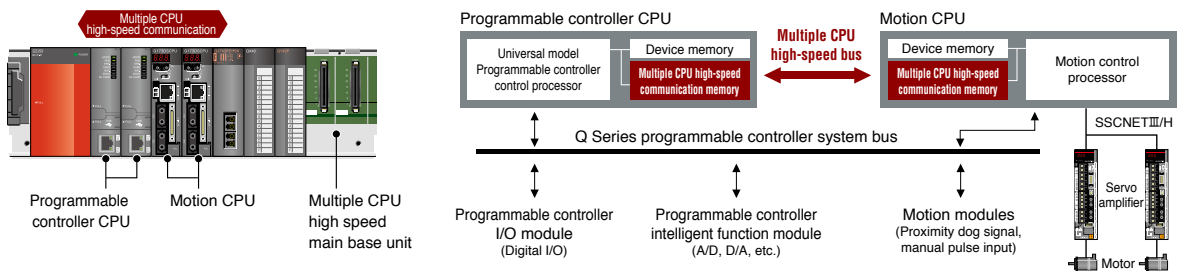 Multiple CPU
high-speed communication
Programmable
controller CPU
Motion CPU
Multiple CPU
high speed
main base unit
Programmable controller CPU
Universal model
Programmable controller
control processor
Device memory
Multiple CPU high-speed
communication memory
Multiple CPU
high-speed bus
Motion CPU
Device memory
Multiple CPU high-speed
communication memory
Motion control
processor
SSCNETⅢ/H
Q Series programmable controller system bus
Programmable controller
I/O module
(Digital I/O)
Programmable controller
intelligent function module
(A/D, D/A, etc.)
Motion modules
(Proximity dog signal,
manual pulse input)
Servo
amplifier
Motor